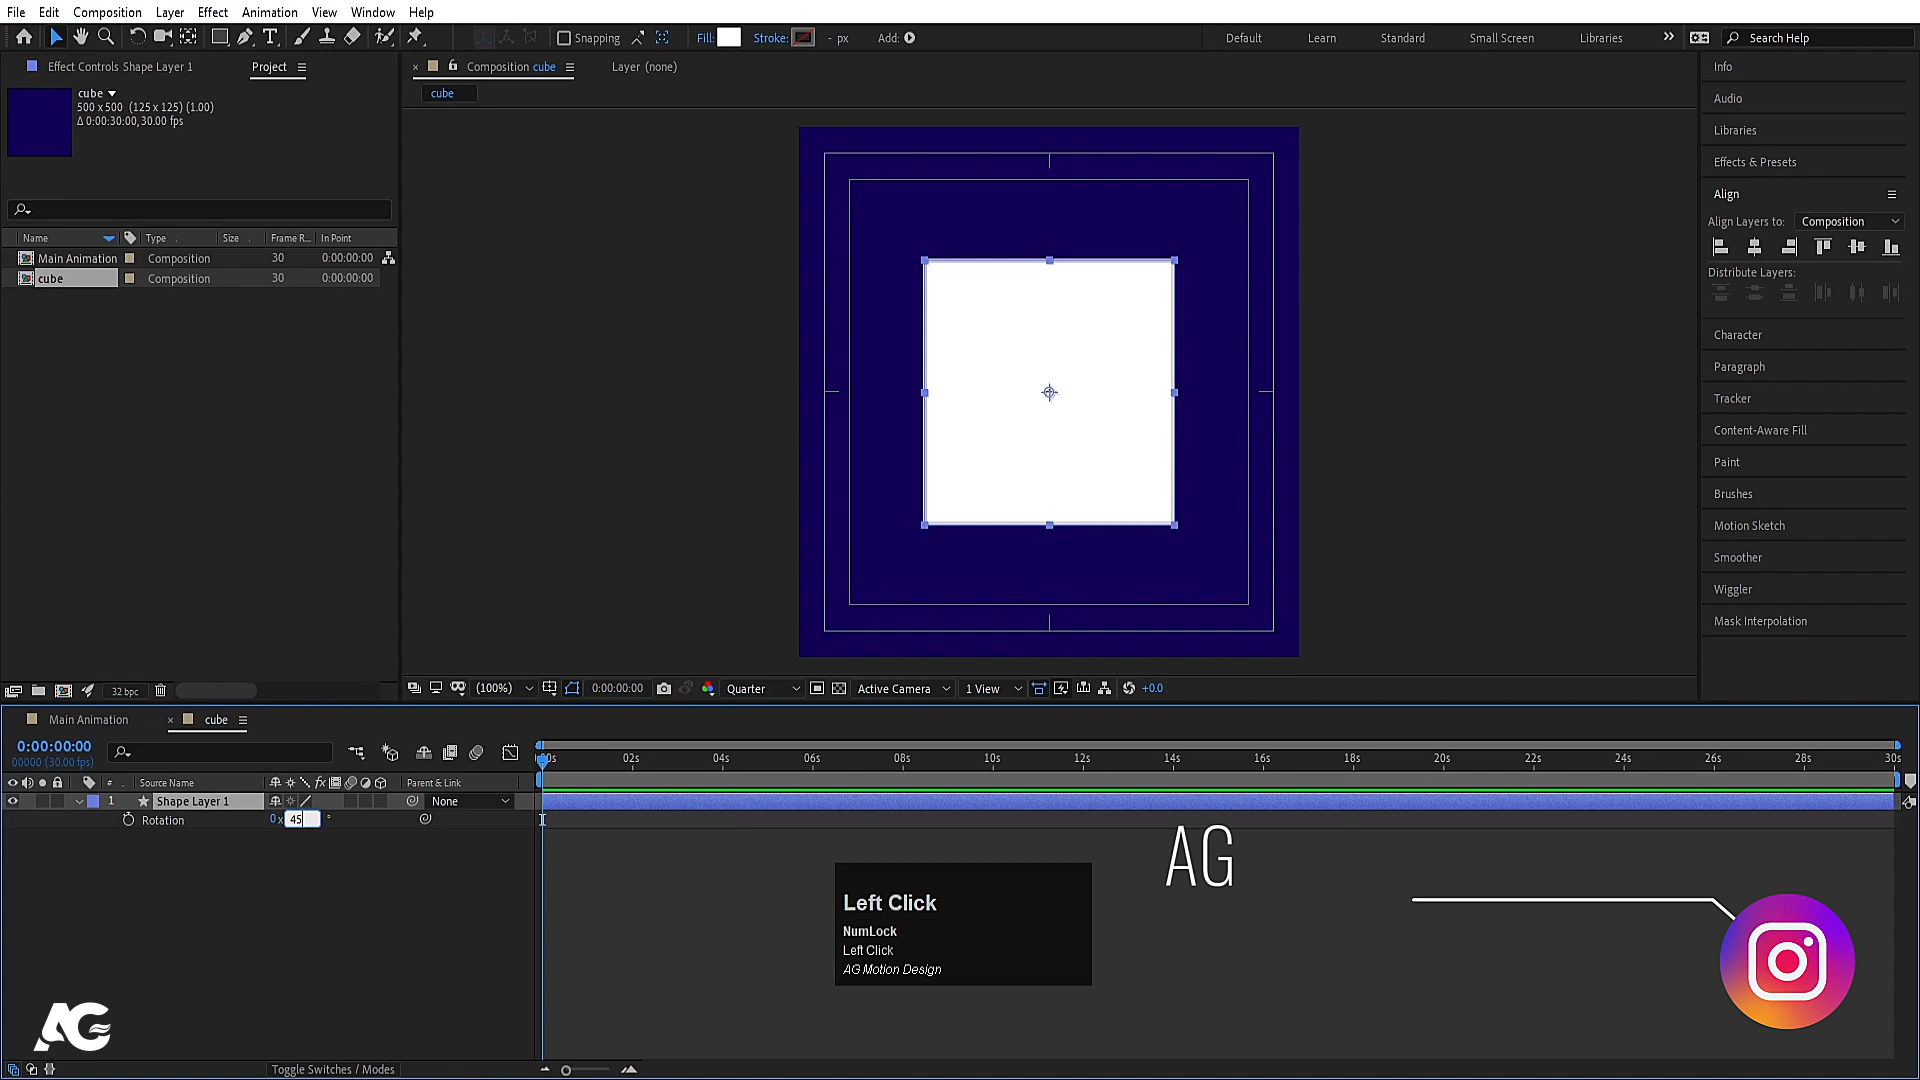 File Edit Composition Layer Effect Animation View Window Help
Snapping Fill: Stroke: - px Add: Default Learn Standard Small Screen Libraries Search Help
Effect Controls Shape Layer 1 Project
Composition cube Layer (none)
cube
cube
500 x 500 (125 x 125) (1.00)
Δ 0:00:30:00, 30.00 fps
Name Type Size Frame R... In Point
Main Animation Composition 30 0:00:00:00
cube Composition 30 0:00:00:00
Info
Audio
Libraries
Effects & Presets
Align
Align Layers to: Composition
Distribute Layers:
Character
Paragraph
Tracker
Content-Aware Fill
Paint
Brushes
Motion Sketch
Smoother
Wiggler
Mask Interpolation
32 bpc
(100%) 0:00:00:00 Quarter Active Camera 1 View +0.0
Main Animation cube
0:00:00:00
00000 (30.00 fps)
00s 02s 04s 06s 08s 10s 12s 14s 16s 18s 20s 22s 24s 26s 28s 30s
# Source Name fx Parent & Link
1 Shape Layer 1 None
Rotation 0x 45 °
AG
Left Click
NumLock
Left Click
AG Motion Design
AG
Toggle Switches / Modes